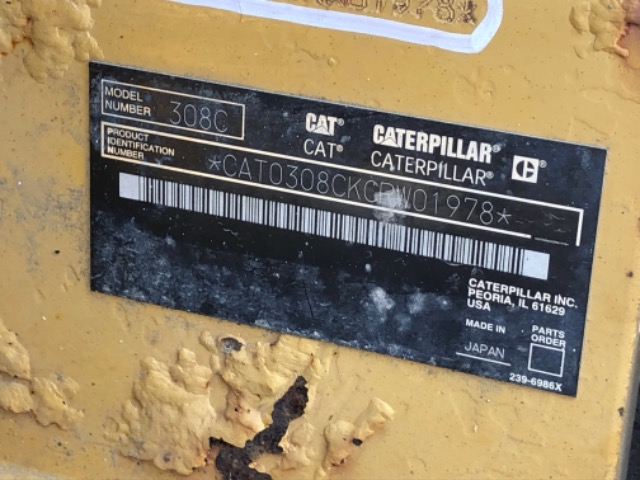 MODEL
NUMBER 308C
CAT® CATERPILLAR®
CAT® CATERPILLAR® C®
PRODUCT
IDENTIFICATION
NUMBER
*CAT0308CKCPW01978*
CATERPILLAR INC.
PEORIA, IL 61629
USA
MADE IN
JAPAN
PARTS
ORDER
239-6986X